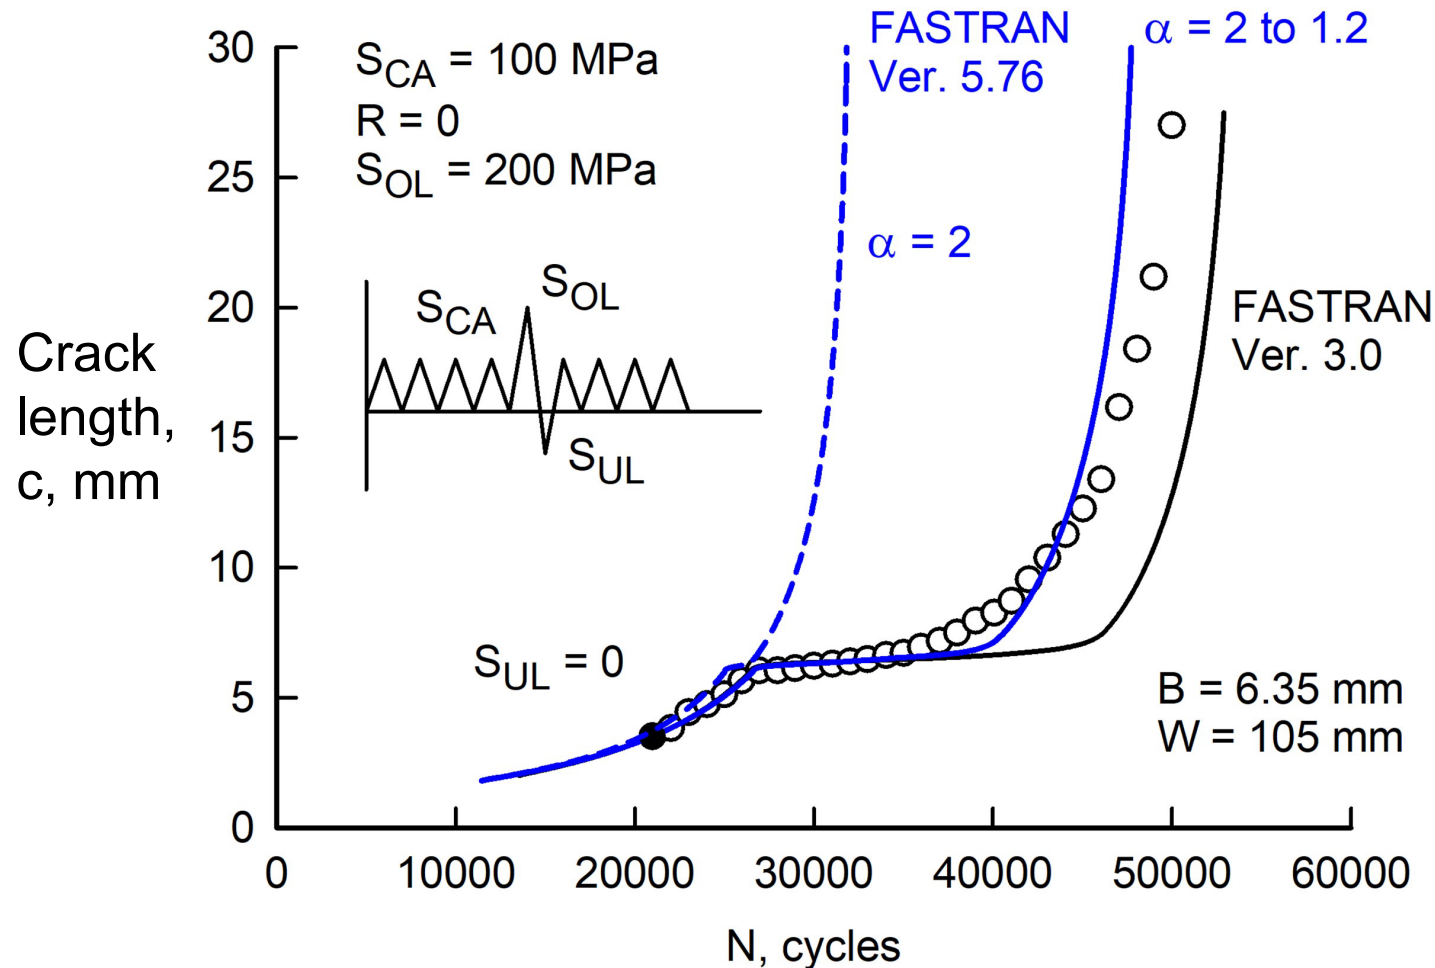 FASTRAN
Ver. 5.76
α = 2 to 1.2
S_CA = 100 MPa
R = 0
S_OL = 200 MPa
α = 2
S_CA
S_OL
S_UL
FASTRAN
Ver. 3.0
S_UL = 0
B = 6.35 mm
W = 105 mm
Crack
length,
c, mm
30
25
20
15
10
5
0
0 10000 20000 30000 40000 50000 60000
N, cycles